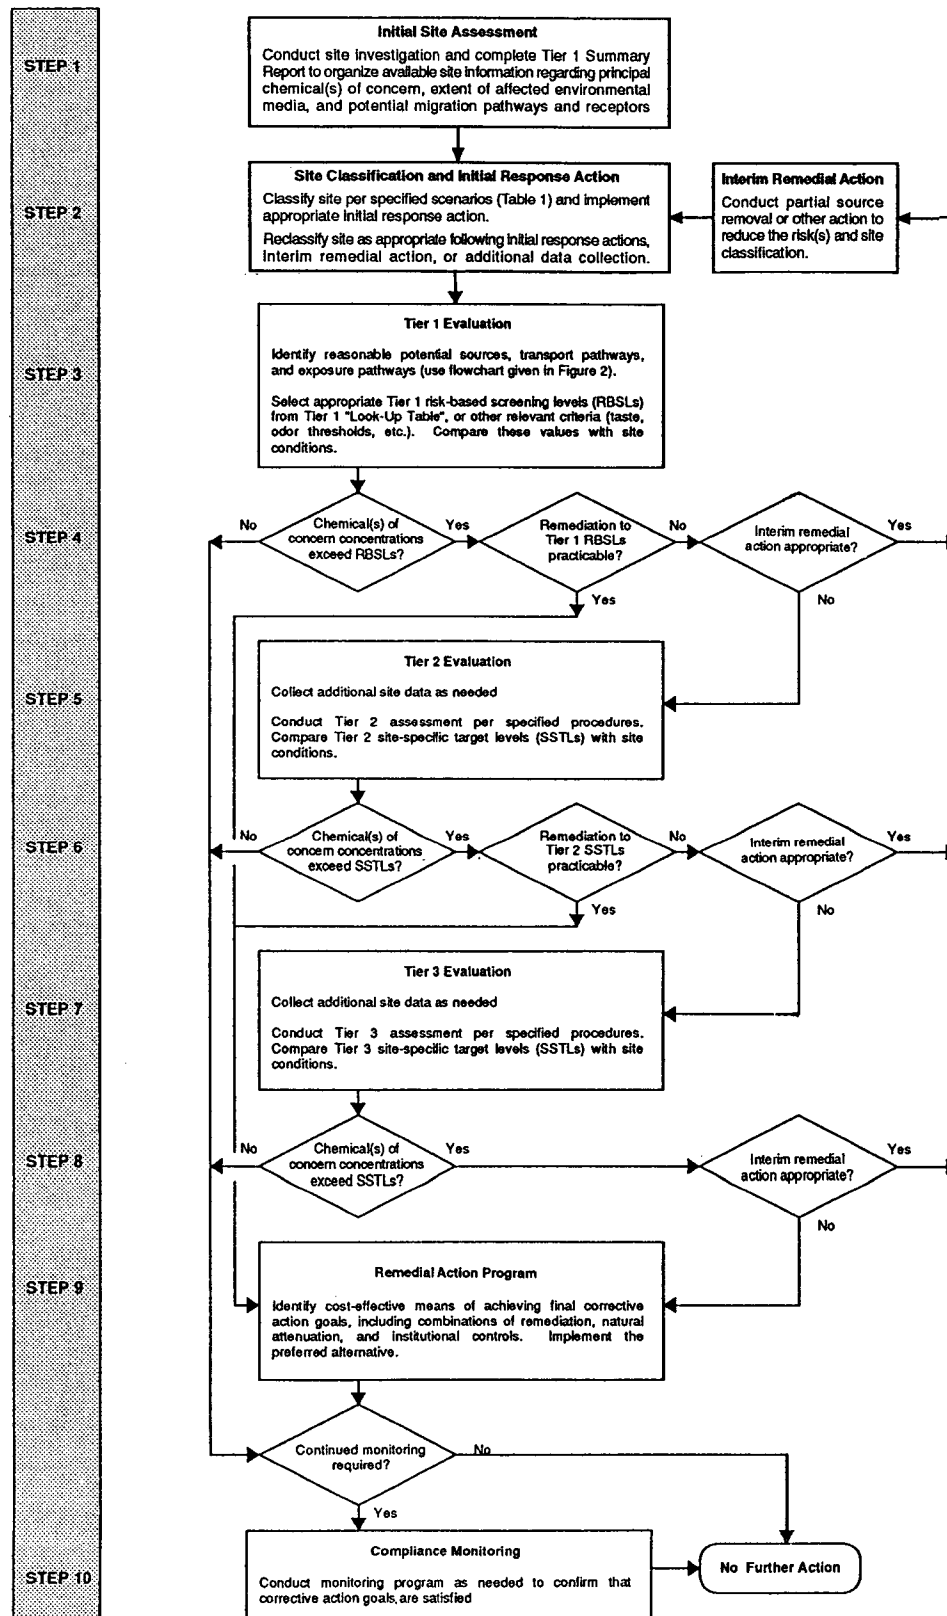 STEP 1
Initial Site Assessment
Conduct site investigation and complete Tier 1 Summary
Report to organize available site information regarding principal
chemical(s) of concern, extent of affected environmental
media, and potential migration pathways and receptors
STEP 2
Site Classification and Initial Response Action
Classify site per specified scenarios (Table 1) and implement
appropriate initial response action.
Reclassify site as appropriate following initial response actions,
interim remedial action, or additional data collection.
Interim Remedial Action
Conduct partial source
removal or other action to
reduce the risk(s) and site
classification.
STEP 3
Tier 1 Evaluation
Identify reasonable potential sources, transport pathways,
and exposure pathways (use flowchart given in Figure 2).
Select appropriate Tier 1 risk-based screening levels (RBSLs)
from Tier 1 "Look-Up Table", or other relevant criteria (taste,
odor thresholds, etc.). Compare these values with site
conditions.
STEP 4
No
Chemical(s) of
concern concentrations
exceed RBSLs?
Yes
Remediation to
Tier 1 RBSLs
practicable?
No
Interim remedial
action appropriate?
Yes
Yes
No
STEP 5
Tier 2 Evaluation
Collect additional site data as needed
Conduct Tier 2 assessment per specified procedures.
Compare Tier 2 site-specific target levels (SSTLs) with site
conditions.
STEP 6
No
Chemical(s) of
concern concentrations
exceed SSTLs?
Yes
Remediation to
Tier 2 SSTLs
practicable?
No
Interim remedial
action appropriate?
Yes
Yes
No
STEP 7
Tier 3 Evaluation
Collect additional site data as needed
Conduct Tier 3 assessment per specified procedures.
Compare Tier 3 site-specific target levels (SSTLs) with site
conditions.
STEP 8
No
Chemical(s) of
concern concentrations
exceed SSTLs?
Yes
Interim remedial
action appropriate?
Yes
No
STEP 9
Remedial Action Program
Identify cost-effective means of achieving final corrective
action goals, including combinations of remediation, natural
attenuation, and institutional controls. Implement the
preferred alternative.
Continued monitoring
required?
No
Yes
STEP 10
Compliance Monitoring
Conduct monitoring program as needed to confirm that
corrective action goals, are satisfied
No Further Action